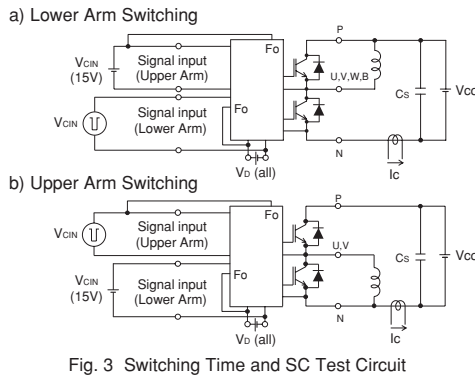 a) Lower Arm Switching
P
Fo
VCIN
(15V)
Signal input
(Upper Arm)
U,V,W,B
CS
Vcc
VCIN
Signal input
(Lower Arm)
Fo
VD (all)
N
Ic
b) Upper Arm Switching
P
Fo
VCIN
Signal input
(Upper Arm)
U,V
CS
Vcc
VCIN
(15V)
Signal input
(Lower Arm)
Fo
VD (all)
N
Ic
Fig. 3 Switching Time and SC Test Circuit